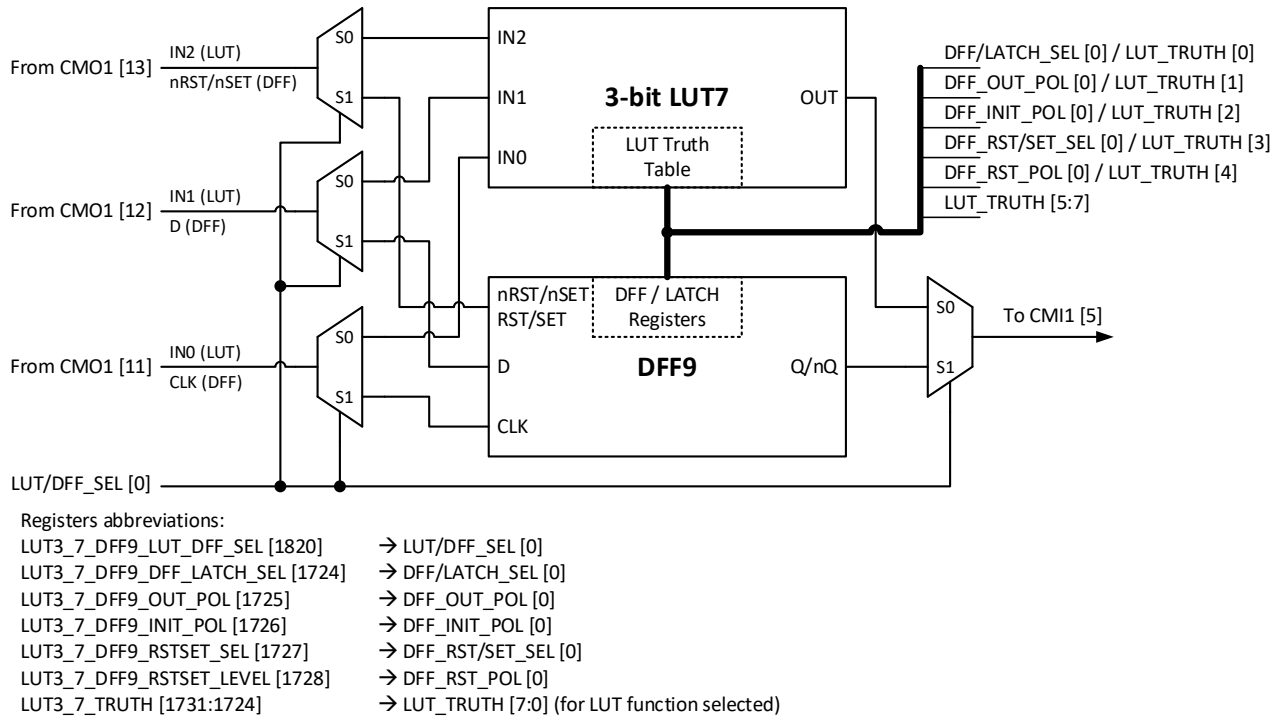 From CMO1 [13]
IN2 (LUT)
nRST/nSET (DFF)
S0
S1
From CMO1 [12]
IN1 (LUT)
D (DFF)
S0
S1
From CMO1 [11]
IN0 (LUT)
CLK (DFF)
S0
S1
LUT/DFF_SEL [0]
IN2
IN1
IN0
3-bit LUT7
OUT
LUT Truth
Table
nRST/nSET
RST/SET
DFF / LATCH
Registers
D
DFF9
Q/nQ
CLK
DFF/LATCH_SEL [0] / LUT_TRUTH [0]
DFF_OUT_POL [0] / LUT_TRUTH [1]
DFF_INIT_POL [0] / LUT_TRUTH [2]
DFF_RST/SET_SEL [0] / LUT_TRUTH [3]
DFF_RST_POL [0] / LUT_TRUTH [4]
LUT_TRUTH [5:7]
S0
S1
To CMI1 [5]
Registers abbreviations:
LUT3_7_DFF9_LUT_DFF_SEL [1820] → LUT/DFF_SEL [0]
LUT3_7_DFF9_DFF_LATCH_SEL [1724] → DFF/LATCH_SEL [0]
LUT3_7_DFF9_OUT_POL [1725] → DFF_OUT_POL [0]
LUT3_7_DFF9_INIT_POL [1726] → DFF_INIT_POL [0]
LUT3_7_DFF9_RSTSET_SEL [1727] → DFF_RST/SET_SEL [0]
LUT3_7_DFF9_RSTSET_LEVEL [1728] → DFF_RST_POL [0]
LUT3_7_TRUTH [1731:1724] → LUT_TRUTH [7:0] (for LUT function selected)